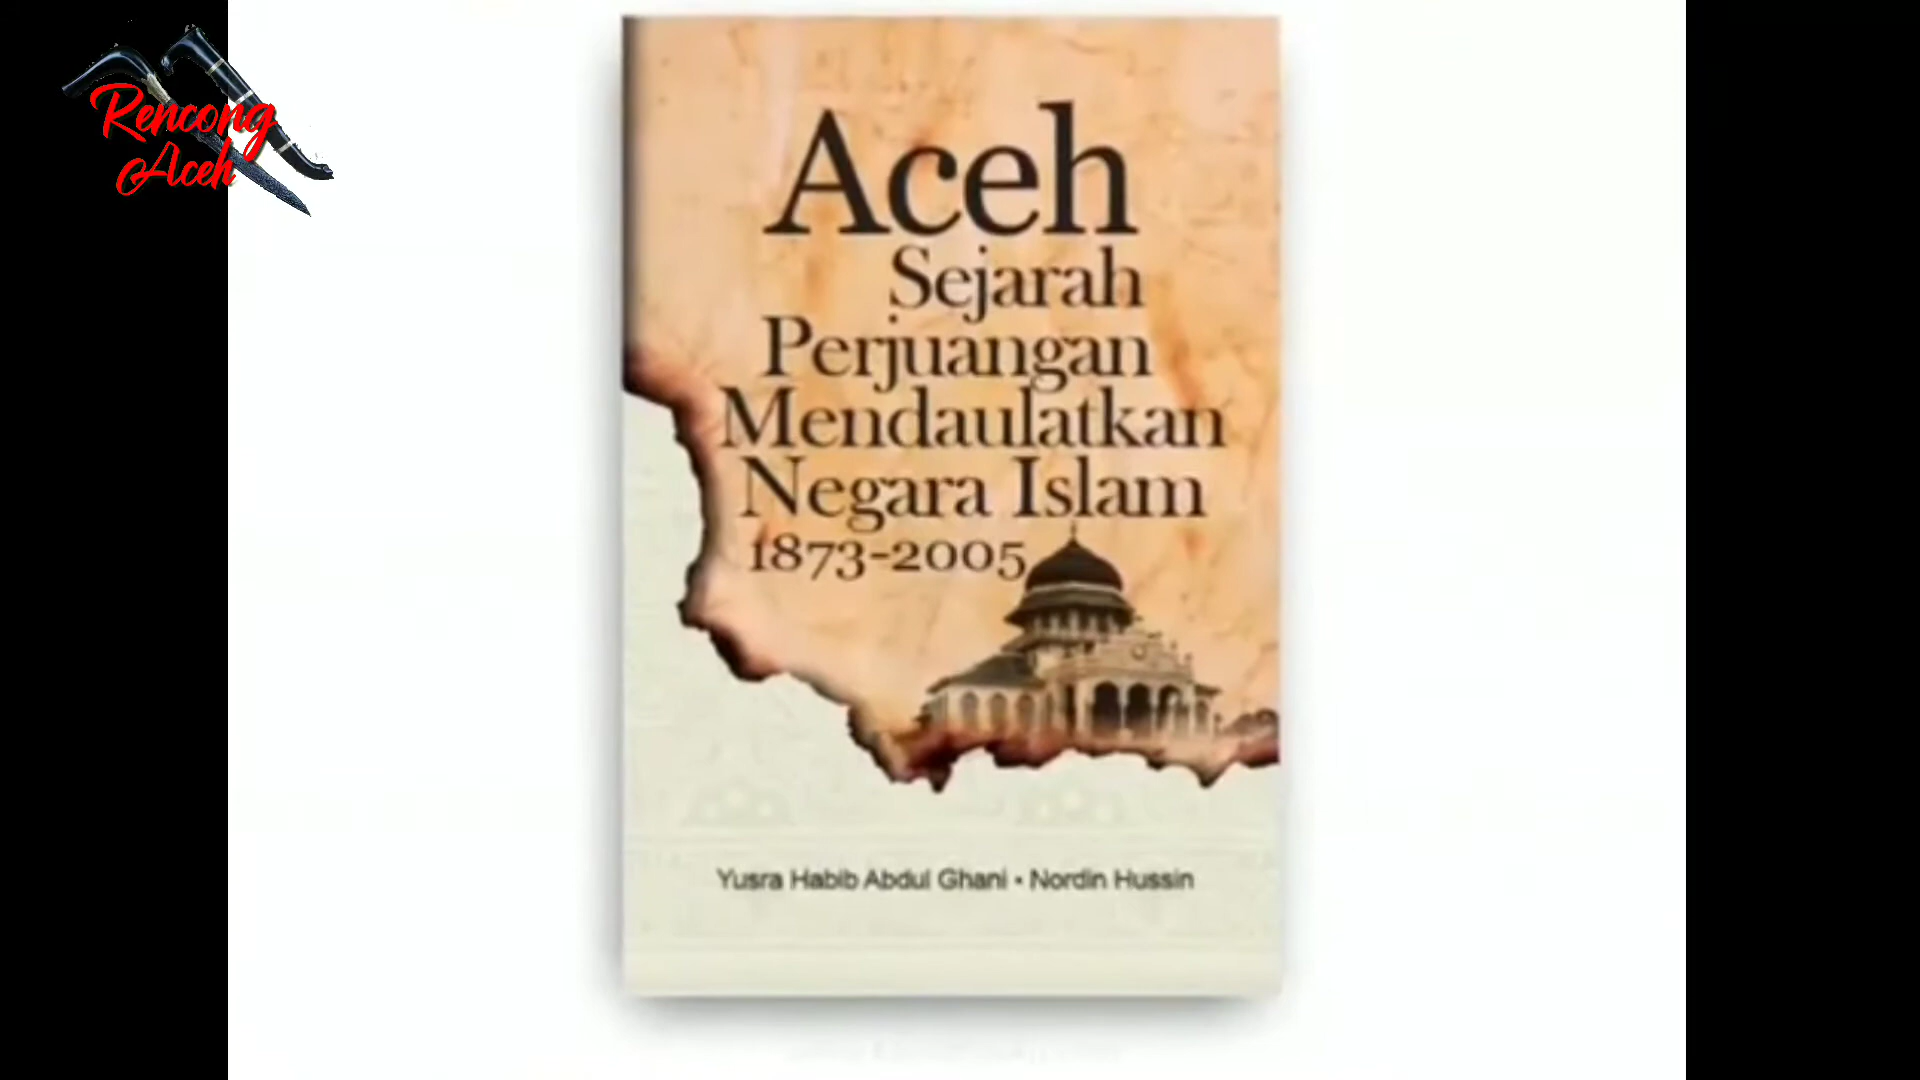 Rencong
Aceh
Aceh
Sejarah
Perjuangan
Mendaulatkan
Negara Islam
1873-2005
Yusra Habib Abdul Ghani • Nordin Hussin